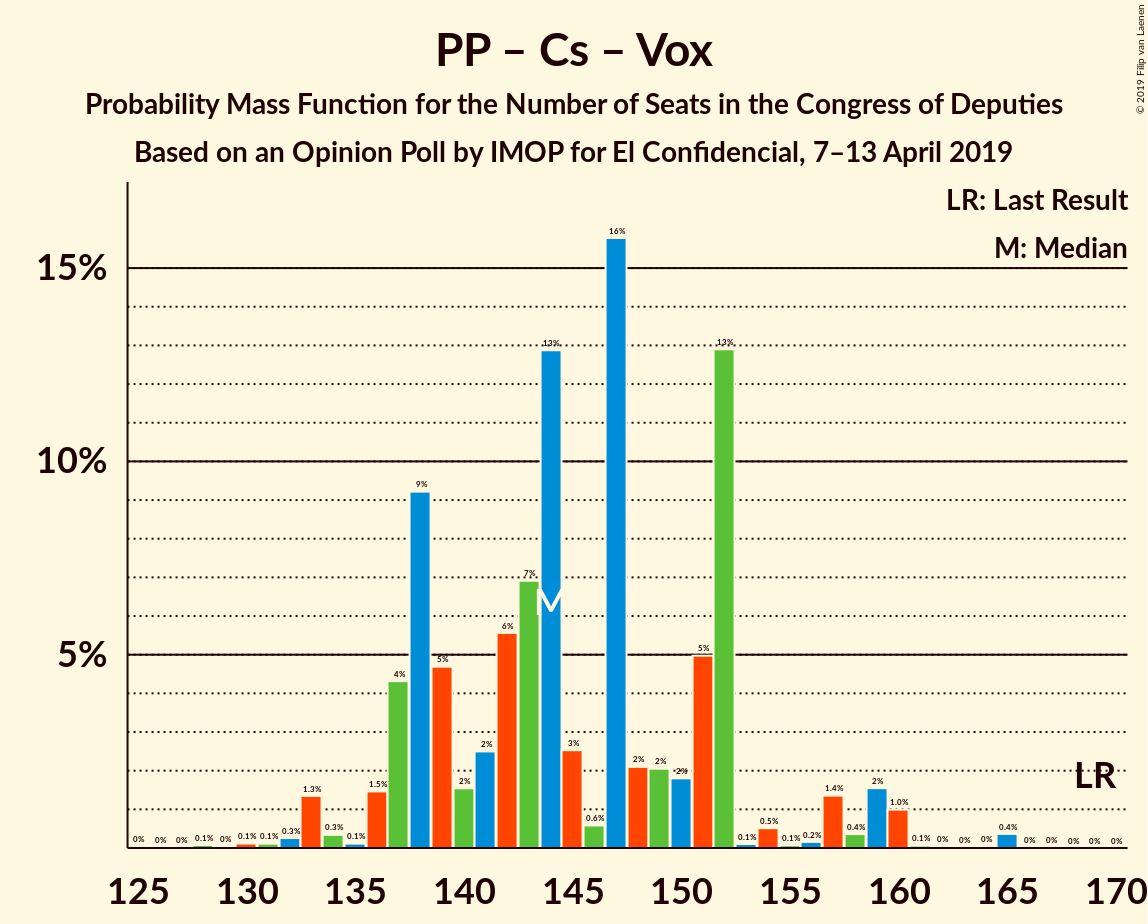 PP – Cs – Vox
Probability Mass Function for the Number of Seats in the Congress of Deputies
Based on an Opinion Poll by IMOP for El Confidencial, 7–13 April 2019
© 2019 Filip van Laenen
LR: Last Result
M: Median
15%
10%
5%
0% 0% 0% 0.1% 0% 0.1% 0.1% 0.3% 1.3% 0.3% 0.1% 1.5% 4% 9% 5% 2% 2% 6% 7% 13% 3% 0.6% 16% 2% 2% 2% 5% 13% 0.1% 0.5% 0.1% 0.2% 1.4% 0.4% 2% 1.0% 0.1% 0% 0% 0% 0.4% 0% 0% 0% 0% 0%
M
LR
125 130 135 140 145 150 155 160 165 170